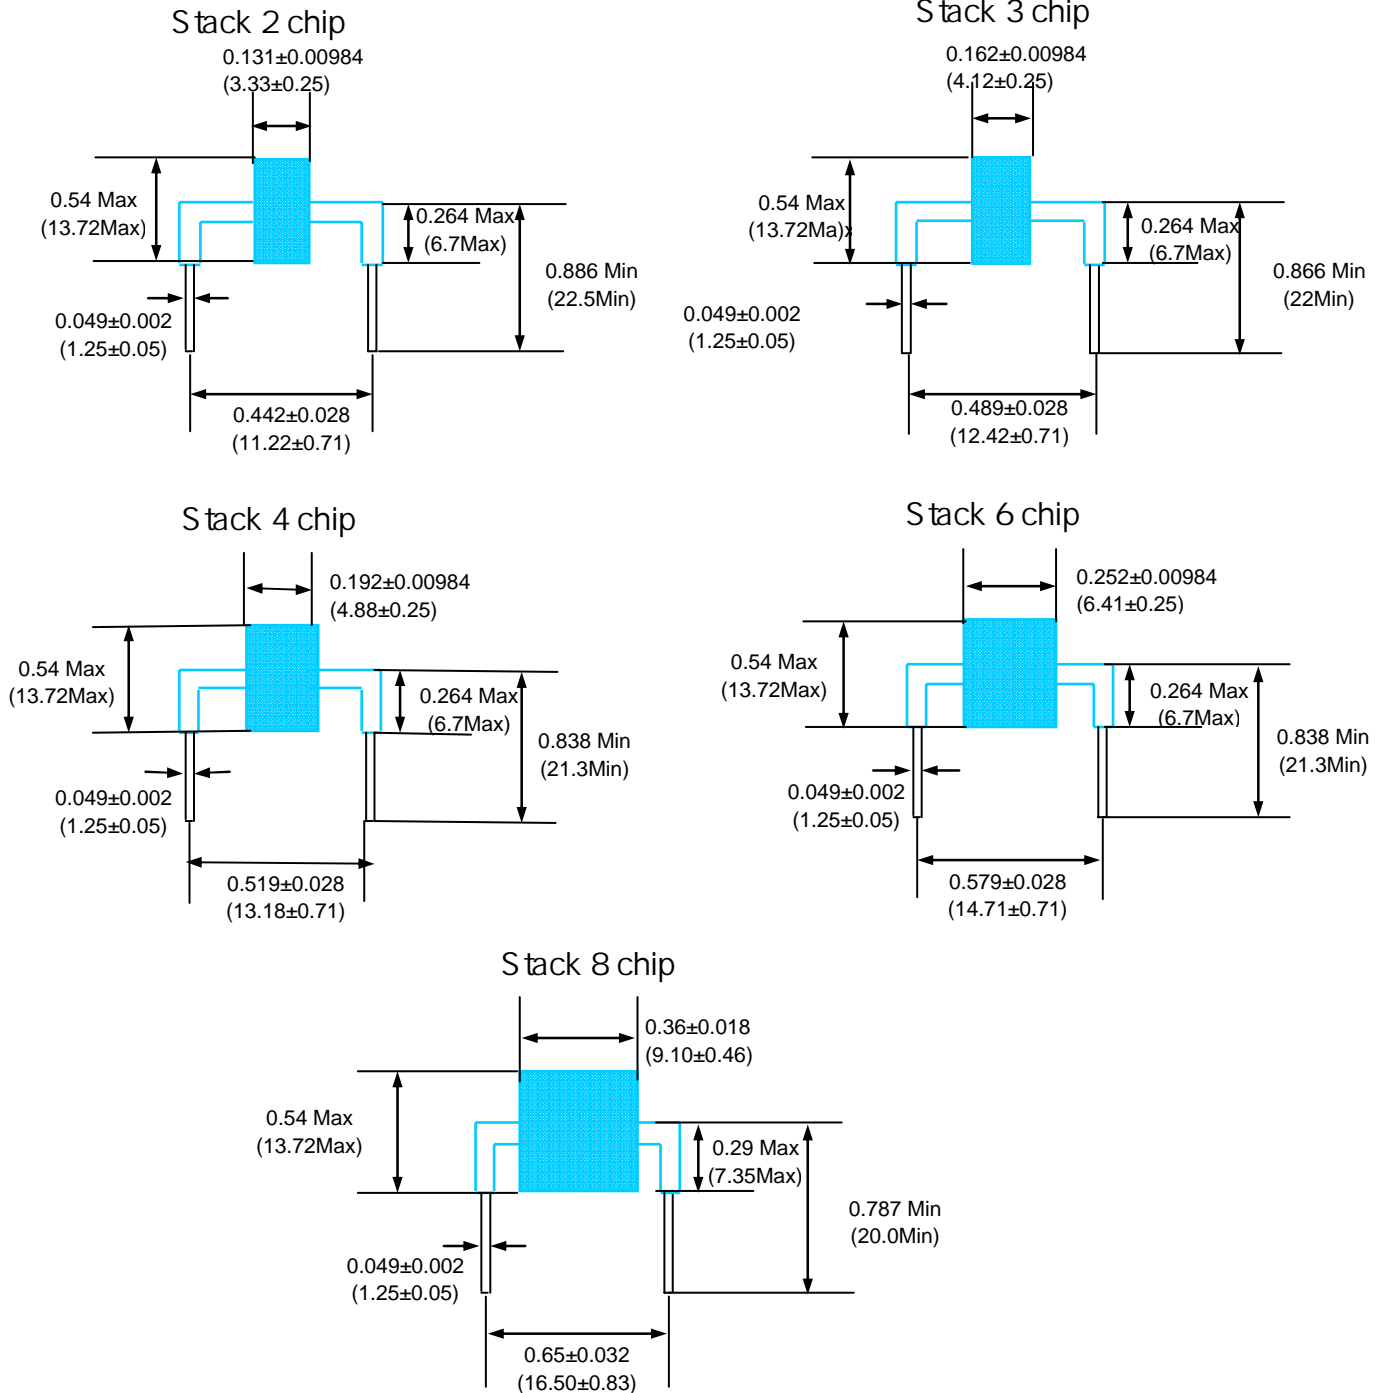 Stack 2 chip
0.131±0.00984
(3.33±0.25)
0.54 Max
(13.72Max)
0.264 Max
(6.7Max)
0.886 Min
(22.5Min)
0.049±0.002
(1.25±0.05)
0.442±0.028
(11.22±0.71)
Stack 3 chip
0.162±0.00984
(4.12±0.25)
0.54 Max
(13.72Max
0.264 Max
(6.7Max)
0.866 Min
(22Min)
0.049±0.002
(1.25±0.05)
0.489±0.028
(12.42±0.71)
Stack 4 chip
0.192±0.00984
(4.88±0.25)
0.54 Max
(13.72Max)
0.264 Max
(6.7Max)
0.838 Min
(21.3Min)
0.049±0.002
(1.25±0.05)
0.519±0.028
(13.18±0.71)
Stack 6 chip
0.252±0.00984
(6.41±0.25)
0.54 Max
(13.72Max)
0.264 Max
(6.7Max)
0.838 Min
(21.3Min)
0.049±0.002
(1.25±0.05)
0.579±0.028
(14.71±0.71)
Stack 8 chip
0.36±0.018
(9.10±0.46)
0.54 Max
(13.72Max)
0.29 Max
(7.35Max)
0.787 Min
(20.0Min)
0.049±0.002
(1.25±0.05)
0.65±0.032
(16.50±0.83)